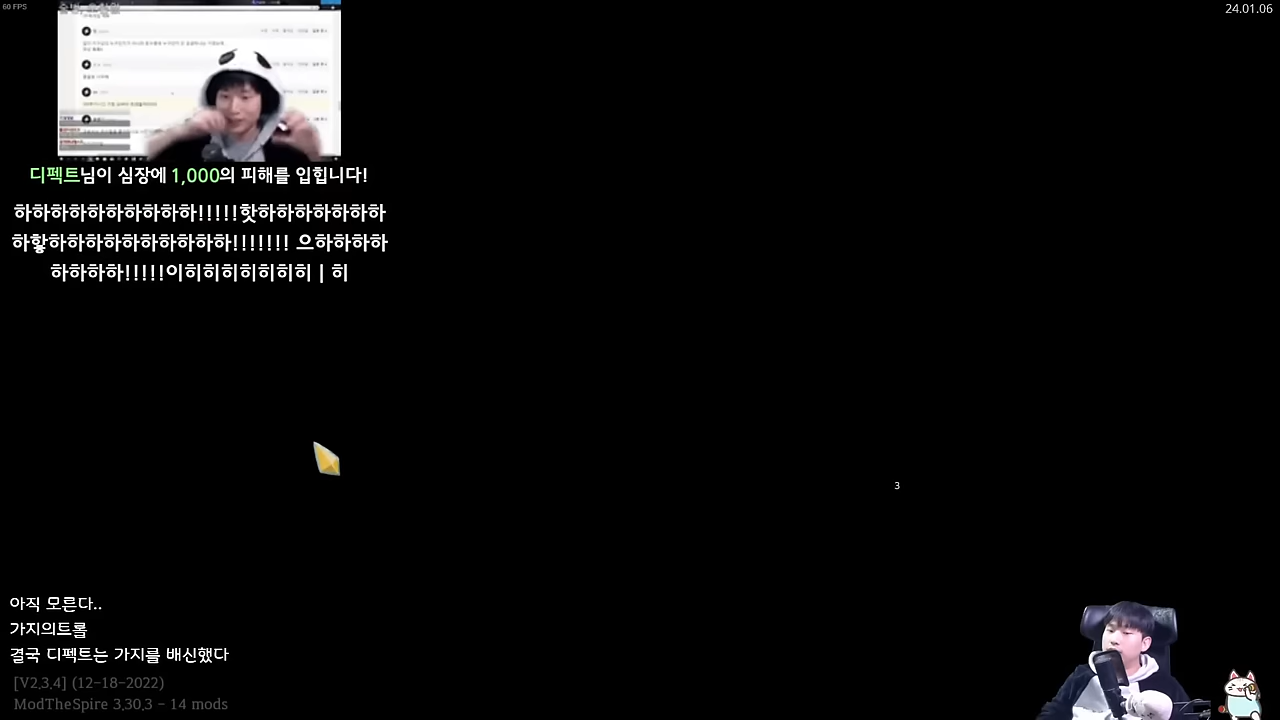 60 FPS
24.01.06
디펙트님이 심장에 1,000의 피해를 입힙니다!
하하하하하하하하하하!!!!!핫하하하하하하하
하핳하하하하하하하하하하!!!!!!! 으하하하하
하하하하!!!!!이히히히히히히히 | 히
3
아직 모른다..
가지의트롤
결국 디펙트는 가지를 배신했다
[V2.3.4] (12-18-2022)
ModTheSpire 3.30.3 - 14 mods